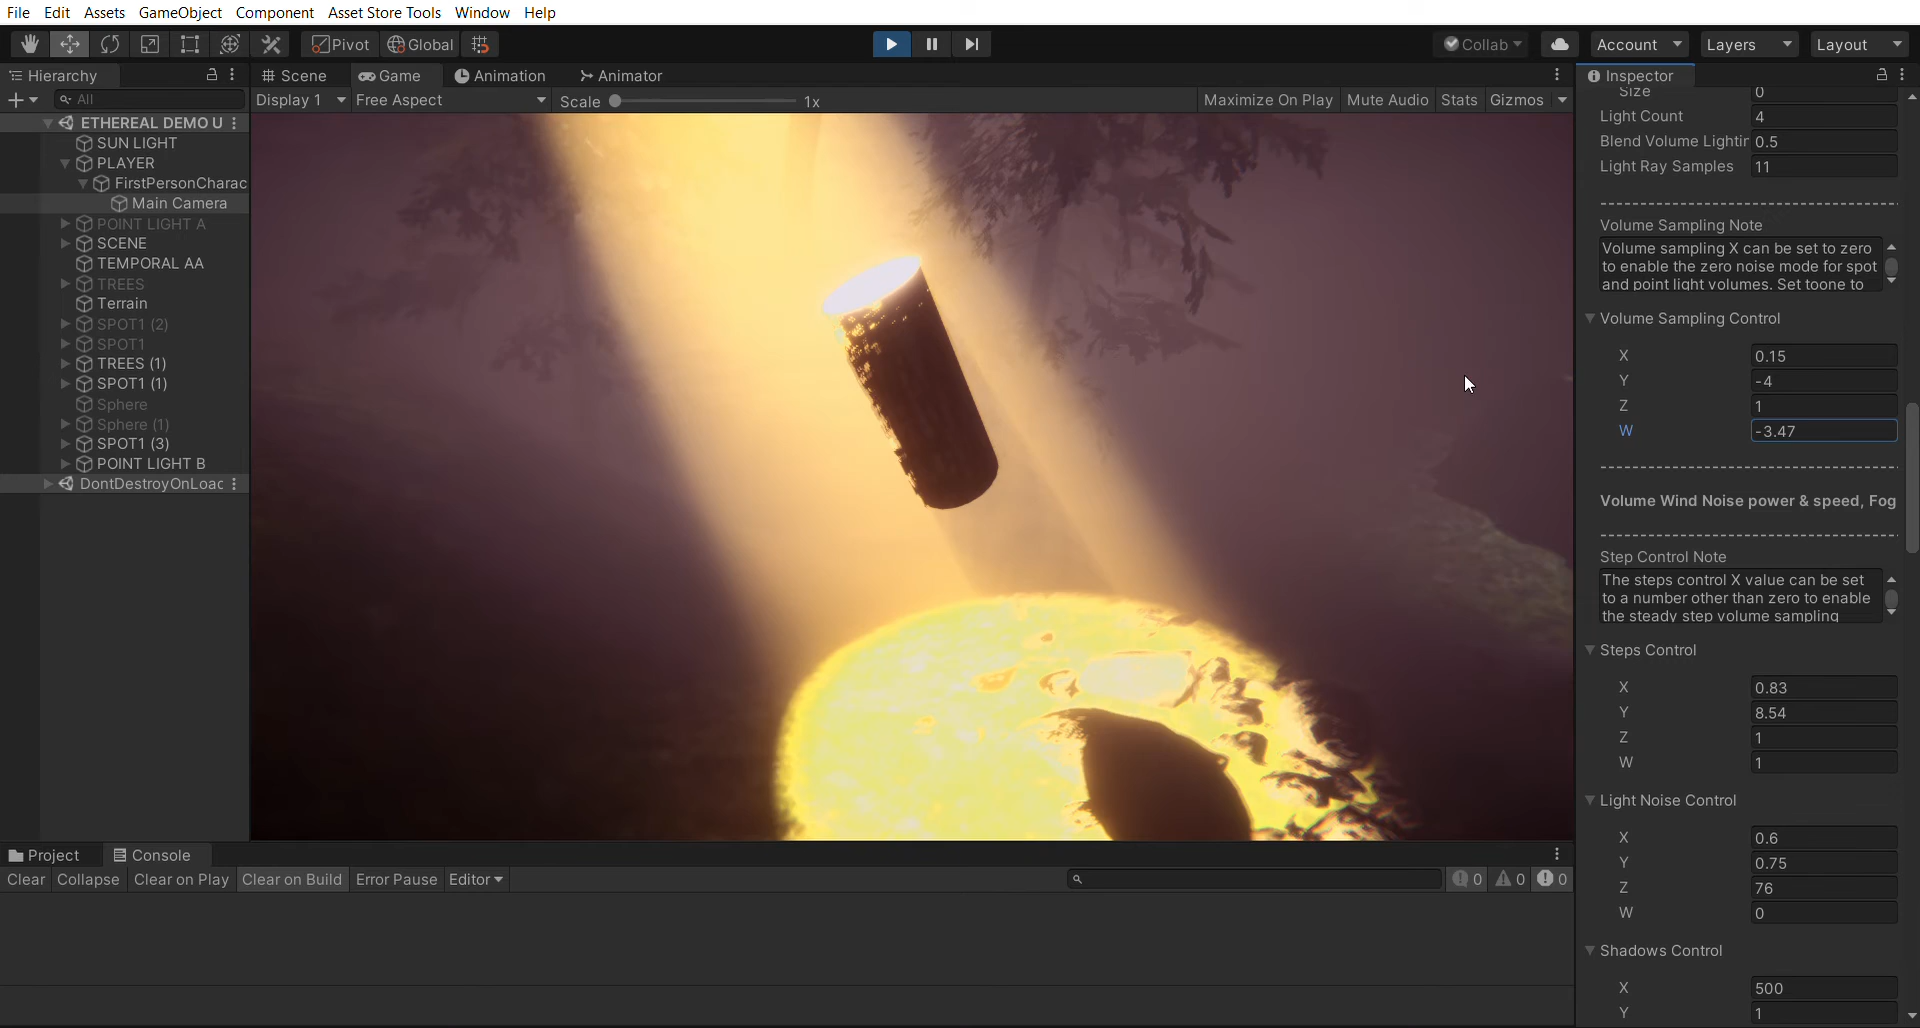 File Edit Assets GameObject Component Asset Store Tools Window Help
Pivot Global Collab Account Layers Layout
Hierarchy
All
ETHEREAL DEMO U
SUN LIGHT
PLAYER
FirstPersonCharac
Main Camera
POINT LIGHT A
SCENE
TEMPORAL AA
TREES
Terrain
SPOT1 (2)
SPOT1
TREES (1)
SPOT1 (1)
Sphere
Sphere (1)
SPOT1 (3)
POINT LIGHT B
DontDestroyOnLoad
Scene Game Animation Animator
Display 1 Free Aspect Scale 1x Maximize On Play Mute Audio Stats Gizmos
Inspector
Size 0
Light Count 4
Blend Volume Lightin 0.5
Light Ray Samples 11
Volume Sampling Note
Volume sampling X can be set to zero
to enable the zero noise mode for spot
and point light volumes. Set toone to
Volume Sampling Control
X 0.15
Y -4
Z 1
W -3.47
Volume Wind Noise power & speed, Fog
Step Control Note
The steps control X value can be set
to a number other than zero to enable
the steady step volume sampling
Steps Control
X 0.83
Y 8.54
Z 1
W 1
Light Noise Control
X 0.6
Y 0.75
Z 76
W 0
Shadows Control
X 500
Y 1
Project Console
Clear Collapse Clear on Play Clear on Build Error Pause Editor 0 0 0